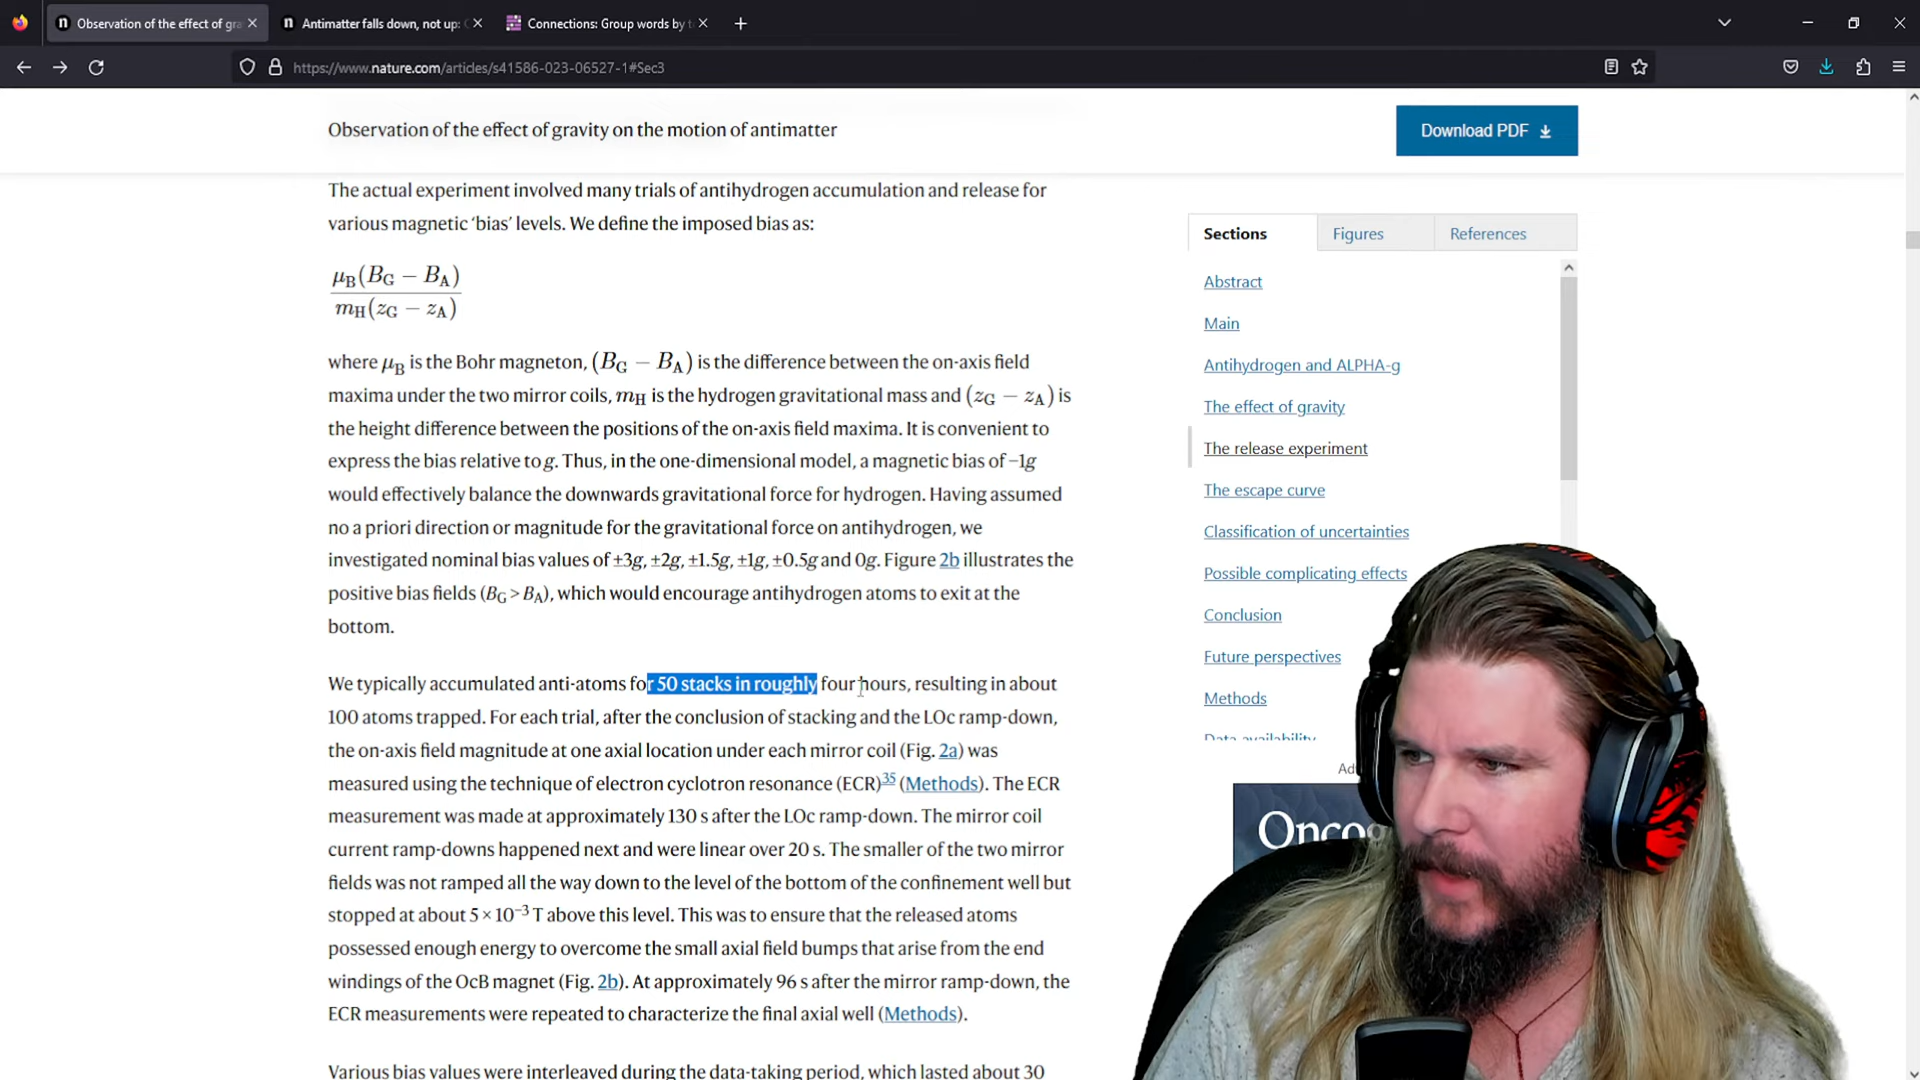 Observation of the effect of gra
Antimatter falls down, not up:
Connections: Group words by t
https://www.nature.com/articles/s41586-023-06527-1#Sec3
Observation of the effect of gravity on the motion of antimatter
Download PDF
The actual experiment involved many trials of antihydrogen accumulation and release for
various magnetic ‘bias’ levels. We define the imposed bias as:
μB(BG − BA)
mH(zG − zA)
where μB is the Bohr magneton, (BG − BA) is the difference between the on-axis field
maxima under the two mirror coils, mH is the hydrogen gravitational mass and (zG − zA) is
the height difference between the positions of the on-axis field maxima. It is convenient to
express the bias relative to g. Thus, in the one-dimensional model, a magnetic bias of −1g
would effectively balance the downwards gravitational force for hydrogen. Having assumed
no a priori direction or magnitude for the gravitational force on antihydrogen, we
investigated nominal bias values of ±3g, ±2g, ±1.5g, ±1g, ±0.5g and 0g. Figure 2b illustrates the
positive bias fields (BG > BA), which would encourage antihydrogen atoms to exit at the
bottom.
We typically accumulated anti-atoms for 50 stacks in roughly four hours, resulting in about
100 atoms trapped. For each trial, after the conclusion of stacking and the LOc ramp-down,
the on-axis field magnitude at one axial location under each mirror coil (Fig. 2a) was
measured using the technique of electron cyclotron resonance (ECR)35 (Methods). The ECR
measurement was made at approximately 130 s after the LOc ramp-down. The mirror coil
current ramp-downs happened next and were linear over 20 s. The smaller of the two mirror
fields was not ramped all the way down to the level of the bottom of the confinement well but
stopped at about 5 × 10−3 T above this level. This was to ensure that the released atoms
possessed enough energy to overcome the small axial field bumps that arise from the end
windings of the OcB magnet (Fig. 2b). At approximately 96 s after the mirror ramp-down, the
ECR measurements were repeated to characterize the final axial well (Methods).
Various bias values were interleaved during the data-taking period, which lasted about 30
Sections
Figures
References
Abstract
Main
Antihydrogen and ALPHA-g
The effect of gravity
The release experiment
The escape curve
Classification of uncertainties
Possible complicating effects
Conclusion
Future perspectives
Methods
Data availability
Ad
Oncog